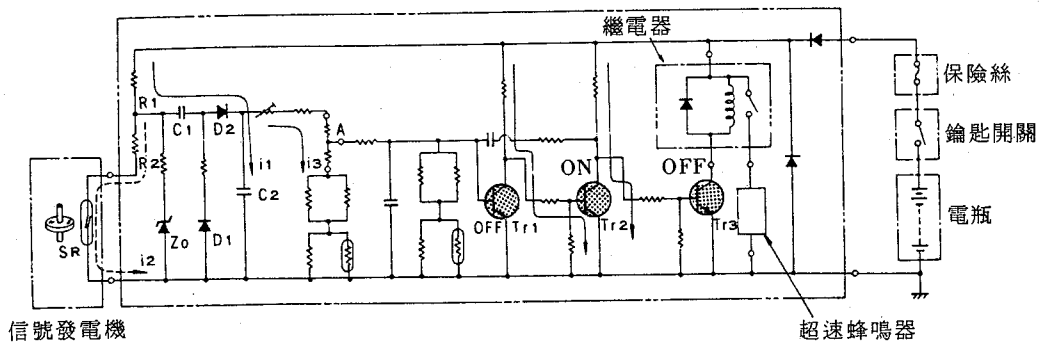 繼電器
保險絲
R1
C1
D2
A
i1
i3
R2
C2
ON
OFF
鑰匙開關
OFF
Tr1
Tr2
Tr3
電瓶
SR
Zo
D1
i2
信號發電機
超速蜂鳴器